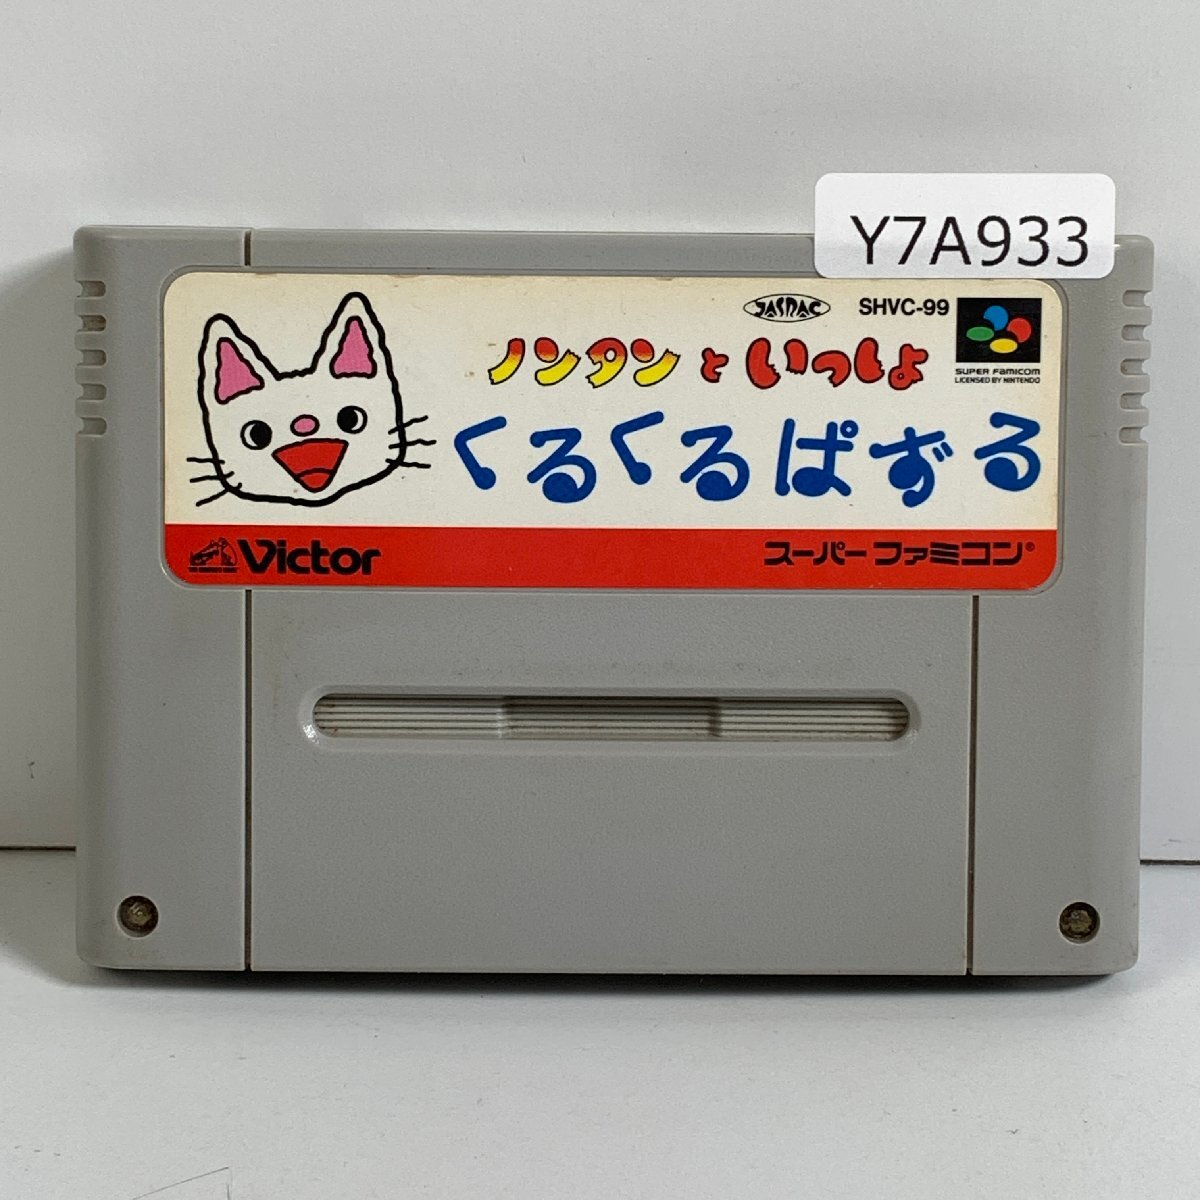 Y7A933
JASRAC
SHVC-99
SUPER FAMICOM
LICENSED BY NINTENDO
ノンタンといっしょ
くるくるぱずる
Victor
スーパーファミコン®